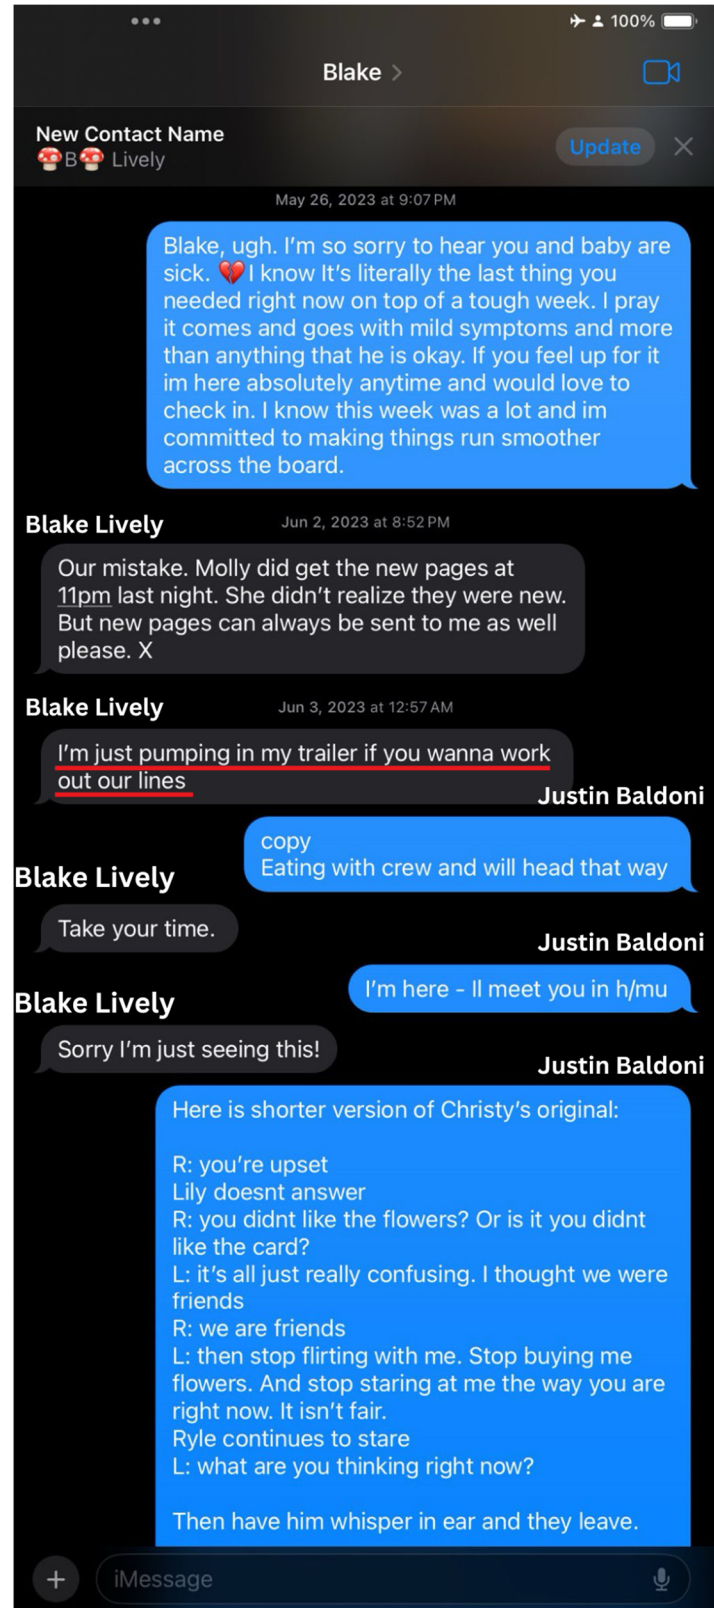 100%
Blake
New Contact Name
🍄B🍄 Lively
Update
May 26, 2023 at 9:07 PM
Blake, ugh. I'm so sorry to hear you and baby are
sick. 💔 I know It's literally the last thing you
needed right now on top of a tough week. I pray
it comes and goes with mild symptoms and more
than anything that he is okay. If you feel up for it
im here absolutely anytime and would love to
check in. I know this week was a lot and im
committed to making things run smoother
across the board.
Blake Lively
Jun 2, 2023 at 8:52 PM
Our mistake. Molly did get the new pages at
11pm last night. She didn't realize they were new.
But new pages can always be sent to me as well
please. X
Blake Lively
Jun 3, 2023 at 12:57 AM
I'm just pumping in my trailer if you wanna work
out our lines
Justin Baldoni
copy
Eating with crew and will head that way
Blake Lively
Take your time.
Justin Baldoni
I'm here - ll meet you in h/mu
Blake Lively
Sorry I'm just seeing this!
Justin Baldoni
Here is shorter version of Christy's original:
R: you're upset
Lily doesnt answer
R: you didnt like the flowers? Or is it you didnt
like the card?
L: it's all just really confusing. I thought we were
friends
R: we are friends
L: then stop flirting with me. Stop buying me
flowers. And stop staring at me the way you are
right now. It isn't fair.
Ryle continues to stare
L: what are you thinking right now?
Then have him whisper in ear and they leave.
iMessage